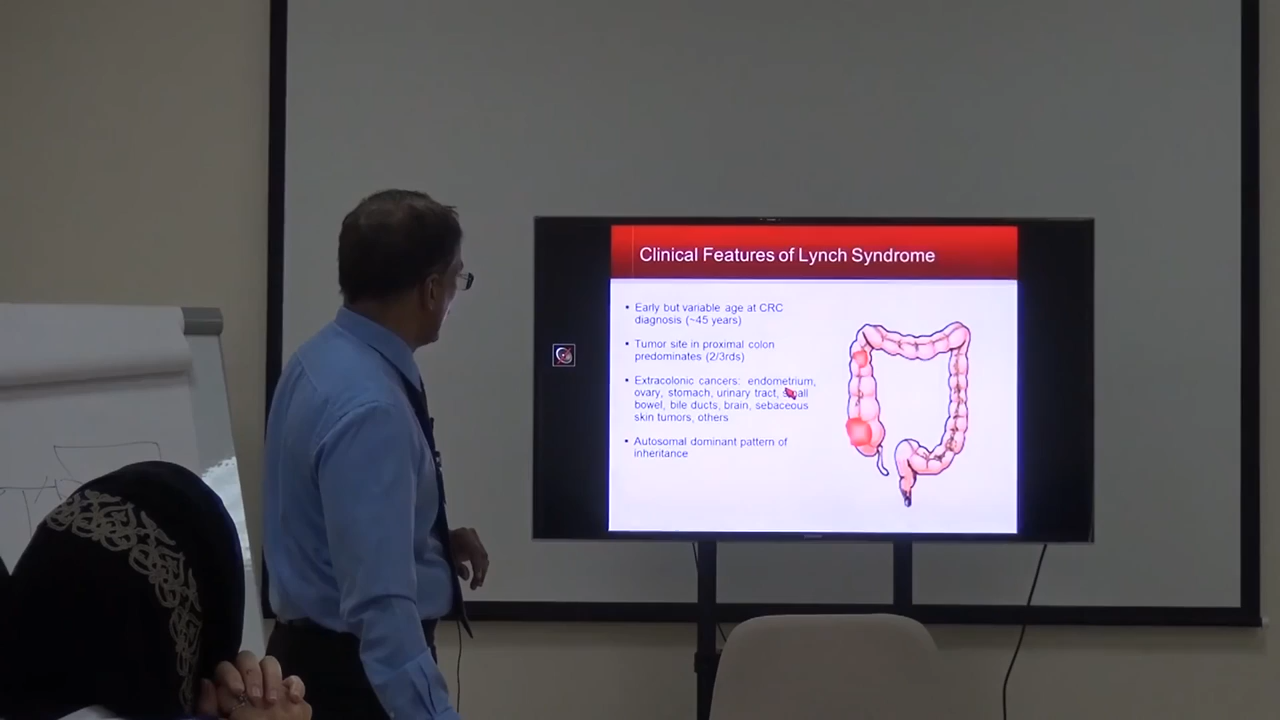 Clinical Features of Lynch Syndrome
• Early but variable age at CRC
diagnosis (~45 years)
• Tumor site in proximal colon
predominates (2/3rds)
• Extracolonic cancers: endometrium,
ovary, stomach, urinary tract, small
bowel, bile ducts, brain, sebaceous
skin tumors, others
• Autosomal dominant pattern of
inheritance